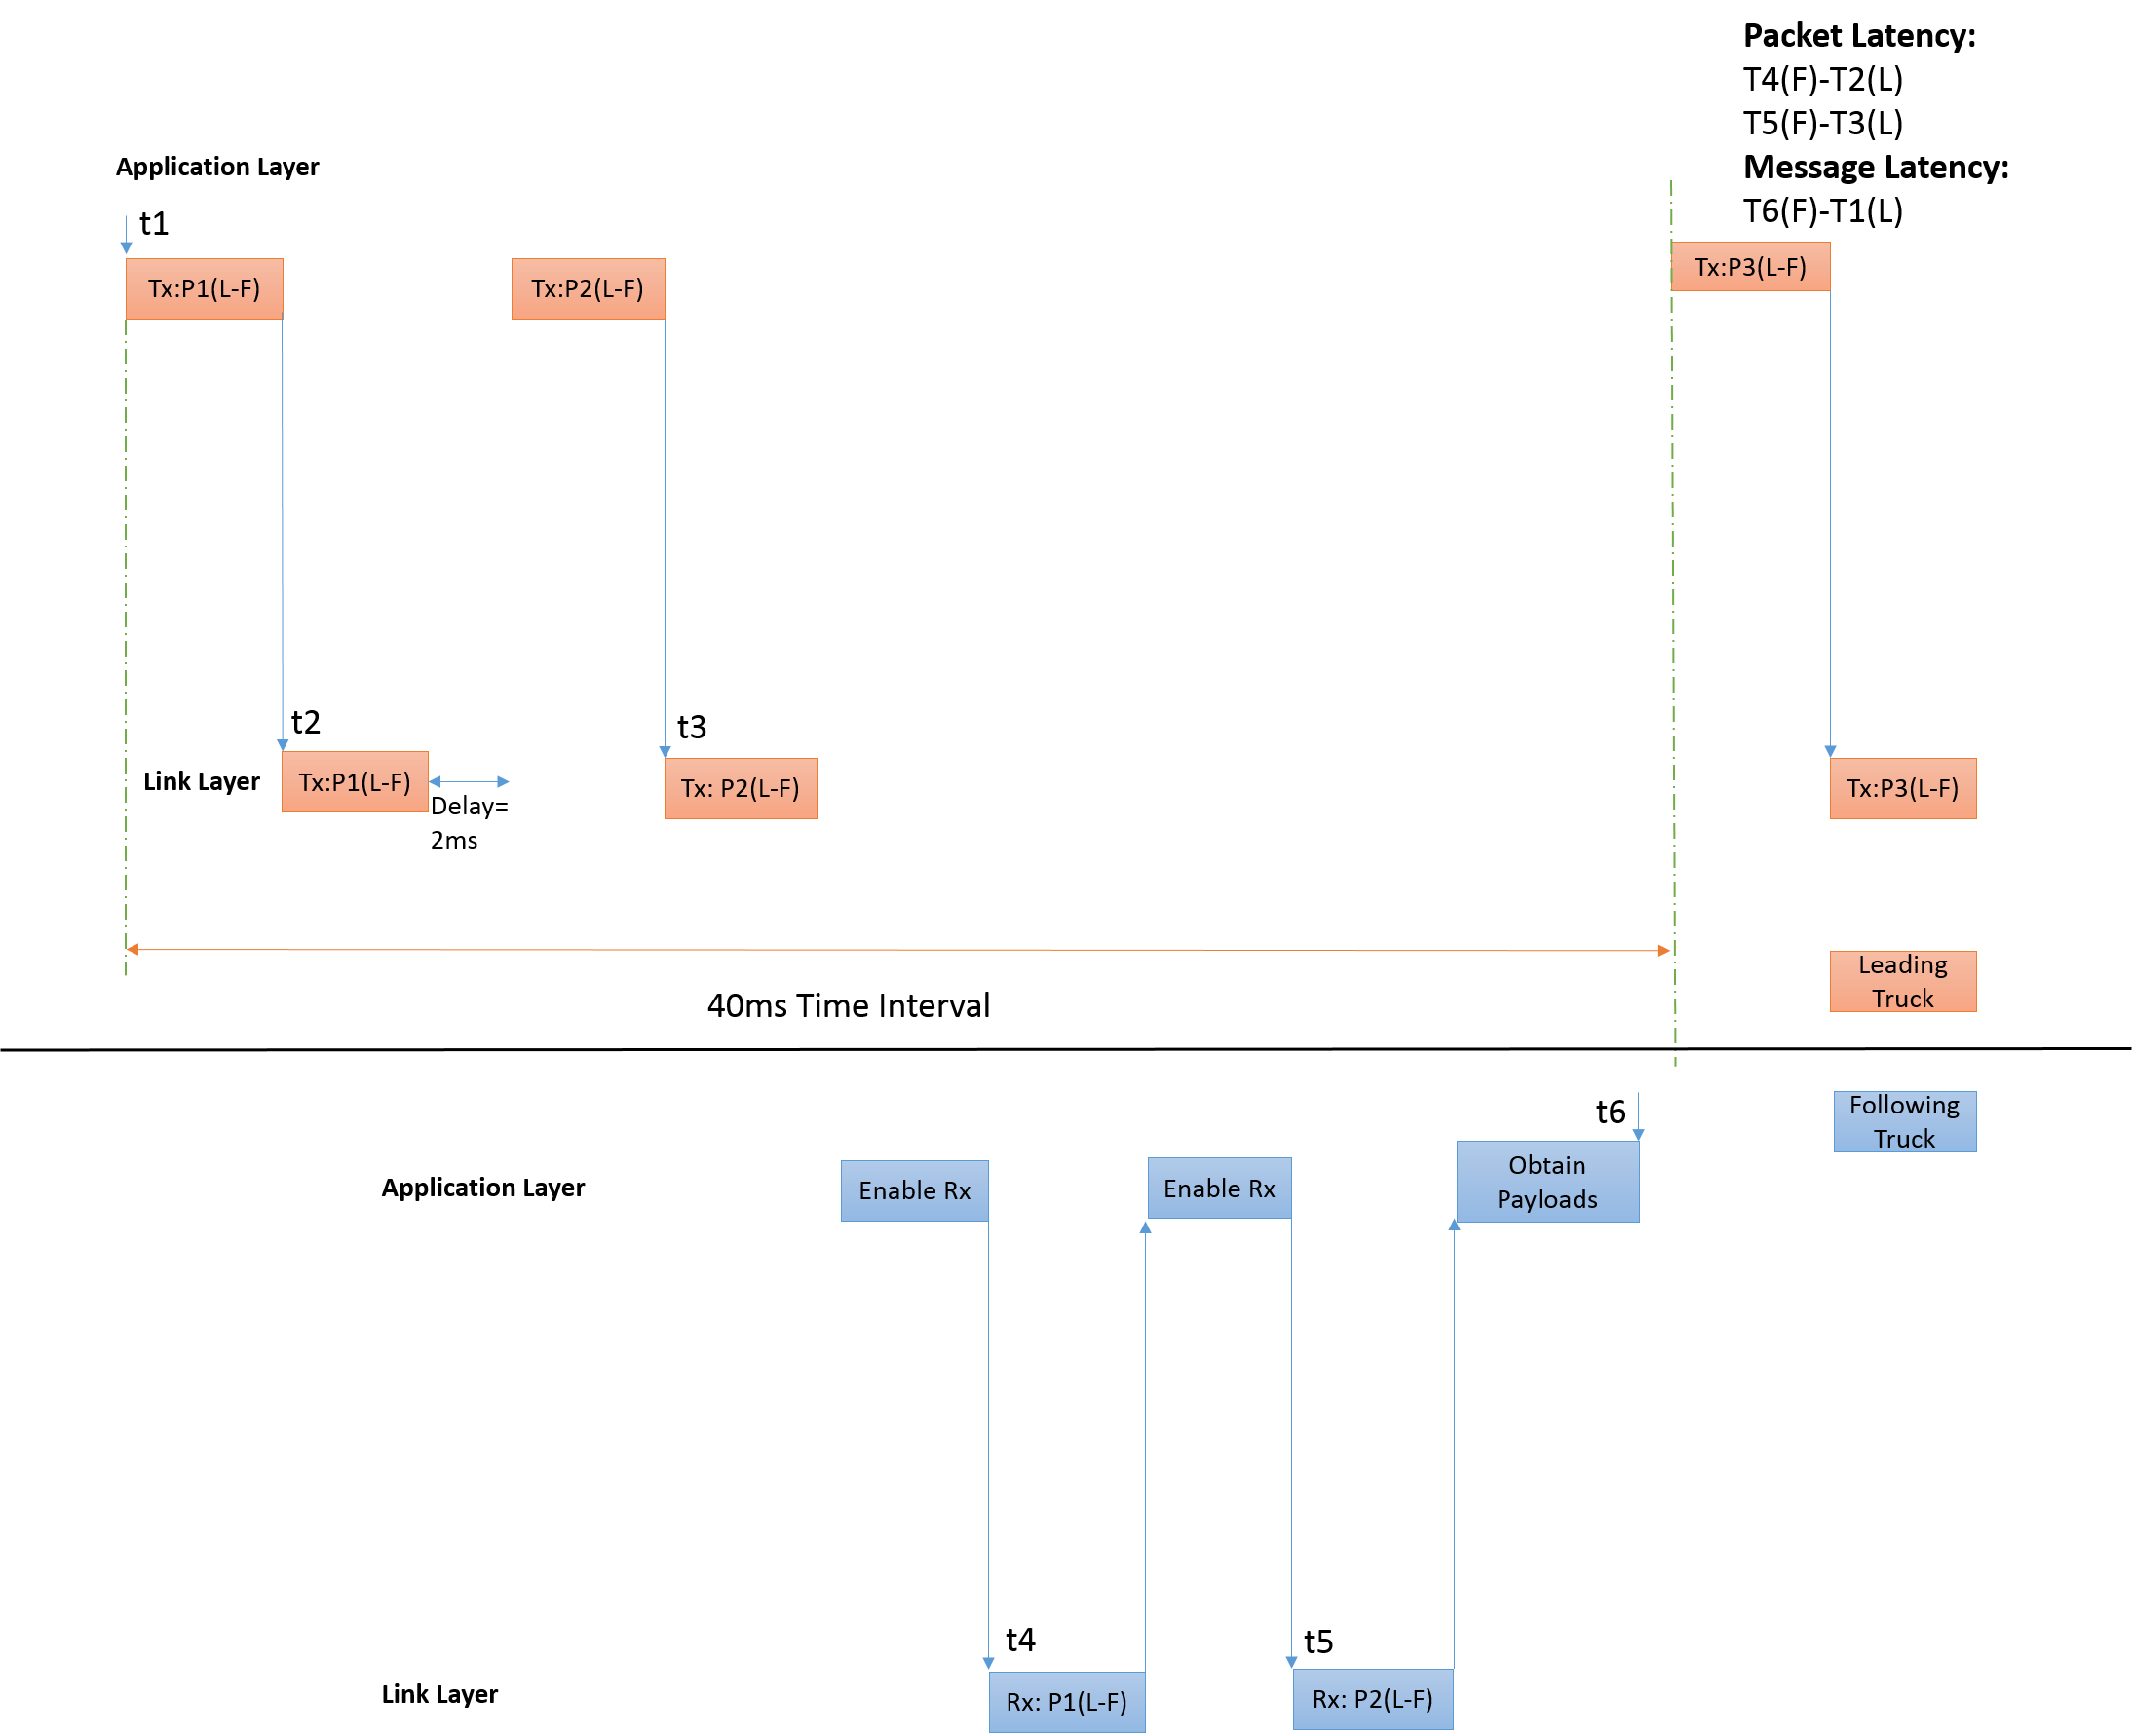 Packet Latency:
T4(F)-T2(L)
T5(F)-T3(L)
Message Latency:
T6(F)-T1(L)
Application Layer
t1
Tx:P1(L-F)
Tx:P2(L-F)
Tx:P3(L-F)
t2
t3
Link Layer
Tx:P1(L-F)
Delay=
2ms
Tx: P2(L-F)
Tx:P3(L-F)
40ms Time Interval
Leading
Truck
Following
Truck
t6
Application Layer
Enable Rx
Enable Rx
Obtain
Payloads
t4
t5
Link Layer
Rx: P1(L-F)
Rx: P2(L-F)